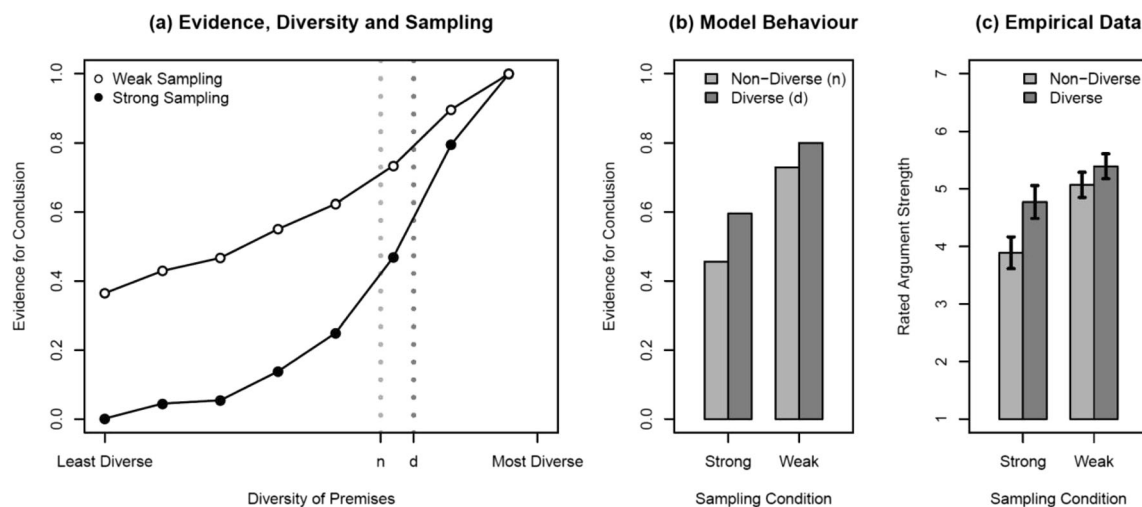 (a) Evidence, Diversity and Sampling
Weak Sampling
Strong Sampling
Evidence for Conclusion
1.0
0.8
0.6
0.4
0.2
0.0
Least Diverse
n
d
Most Diverse
Diversity of Premises
(b) Model Behaviour
Non−Diverse (n)
Diverse (d)
Evidence for Conclusion
1.0
0.8
0.6
0.4
0.2
0.0
Strong
Weak
Sampling Condition
(c) Empirical Data
Non−Diverse
Diverse
Rated Argument Strength
7
6
5
4
3
2
1
Strong
Weak
Sampling Condition